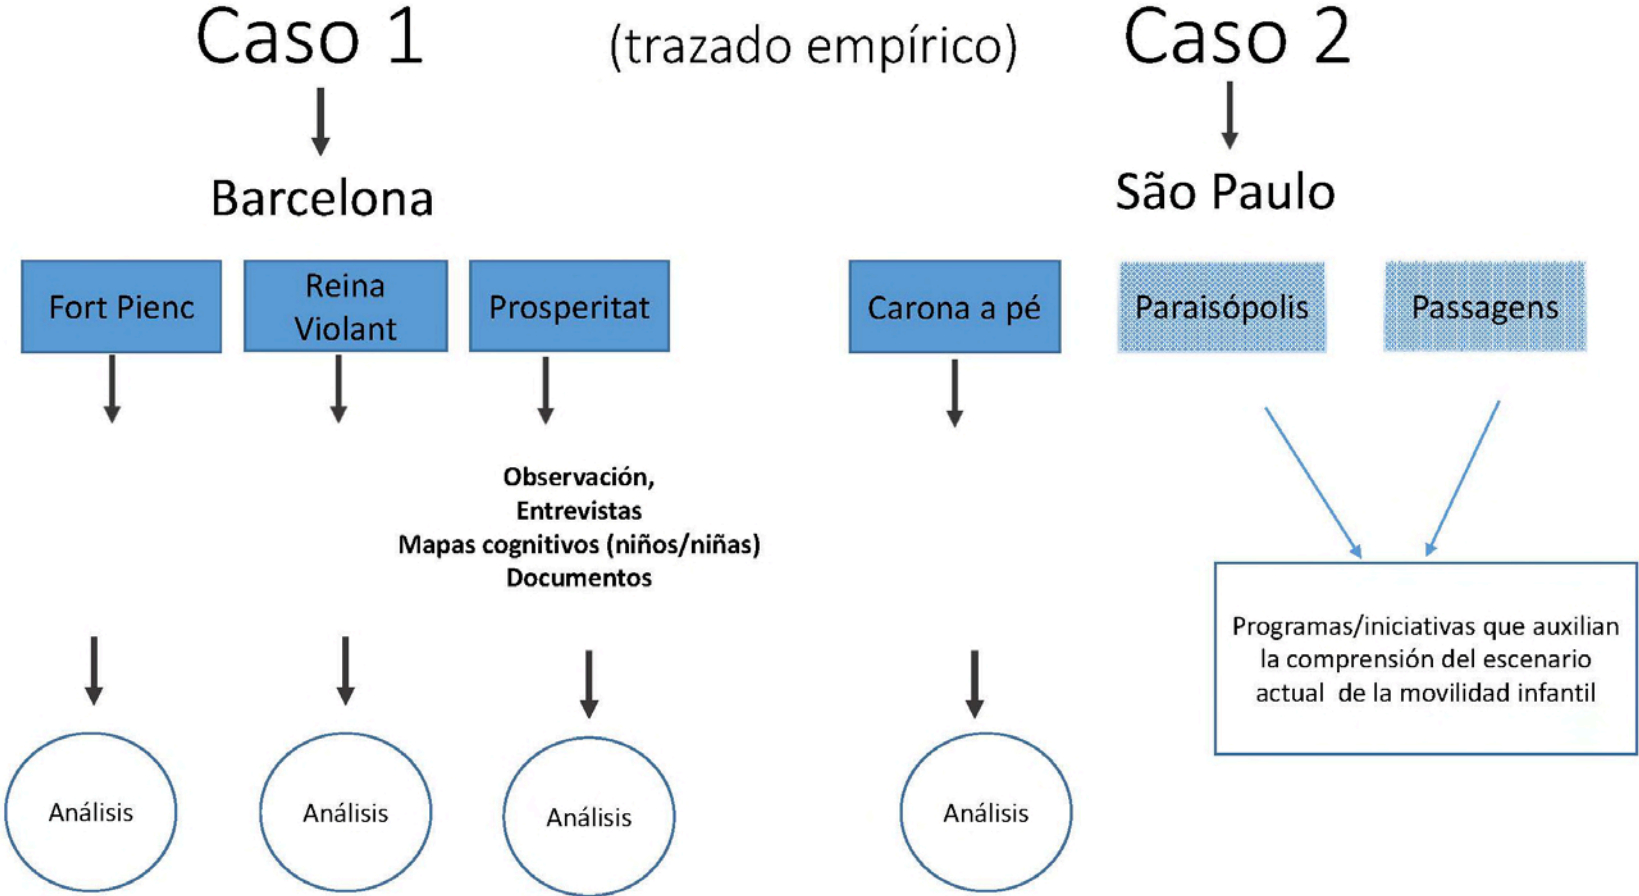 Caso 1
(trazado empírico)
Caso 2
Barcelona
São Paulo
Fort Pienc
Reina
Violant
Prosperitat
Carona a pé
Paraisópolis
Passagens
Observación,
Entrevistas
Mapas cognitivos (niños/niñas)
Documentos
Programas/iniciativas que auxilian
la comprensión del escenario
actual de la movilidad infantil
Análisis
Análisis
Análisis
Análisis